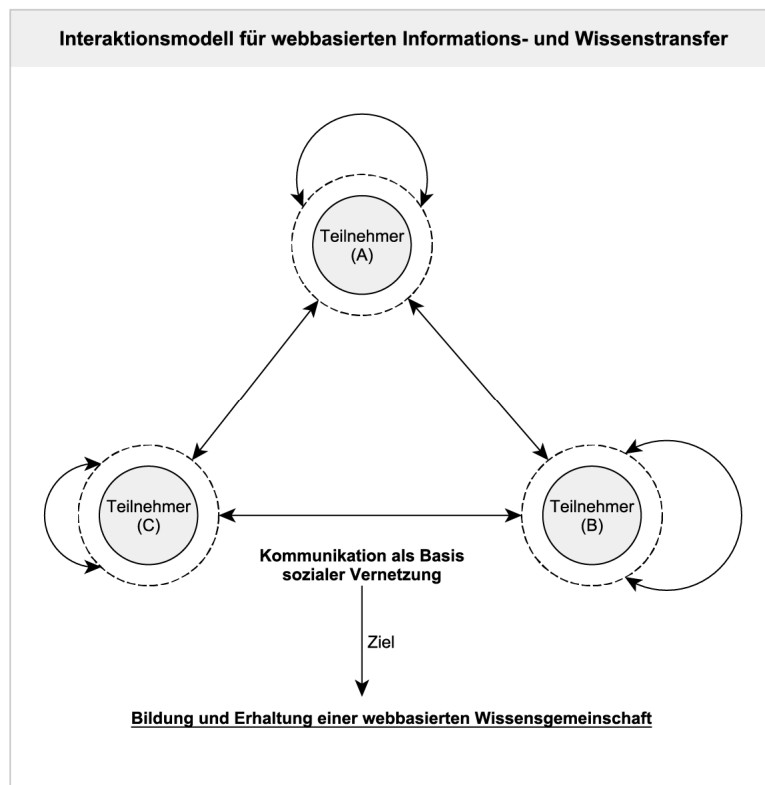 Interaktionsmodell für webbasierten Informations- und Wissenstransfer
Teilnehmer
(A)
Teilnehmer
(C)
Teilnehmer
(B)
Kommunikation als Basis
sozialer Vernetzung
Ziel
Bildung und Erhaltung einer webbasierten Wissensgemeinschaft